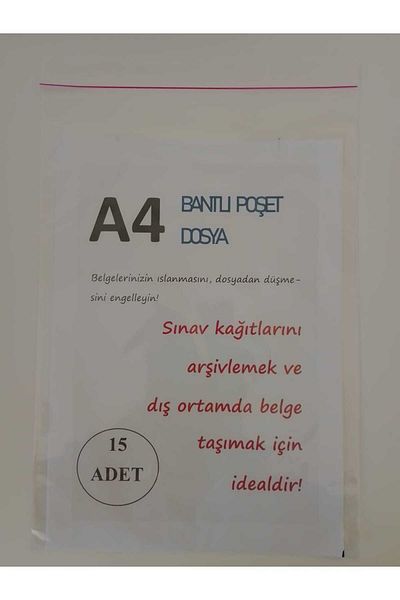 A4 BANTLI POŞET
DOSYA
Belgelerinizin ıslanmasını, dosyadan düşme-
sini engelleyin!
Sınav kağıtlarını
arşivlemek ve
dış ortamda belge
taşımak için
idealdir!
15
ADET